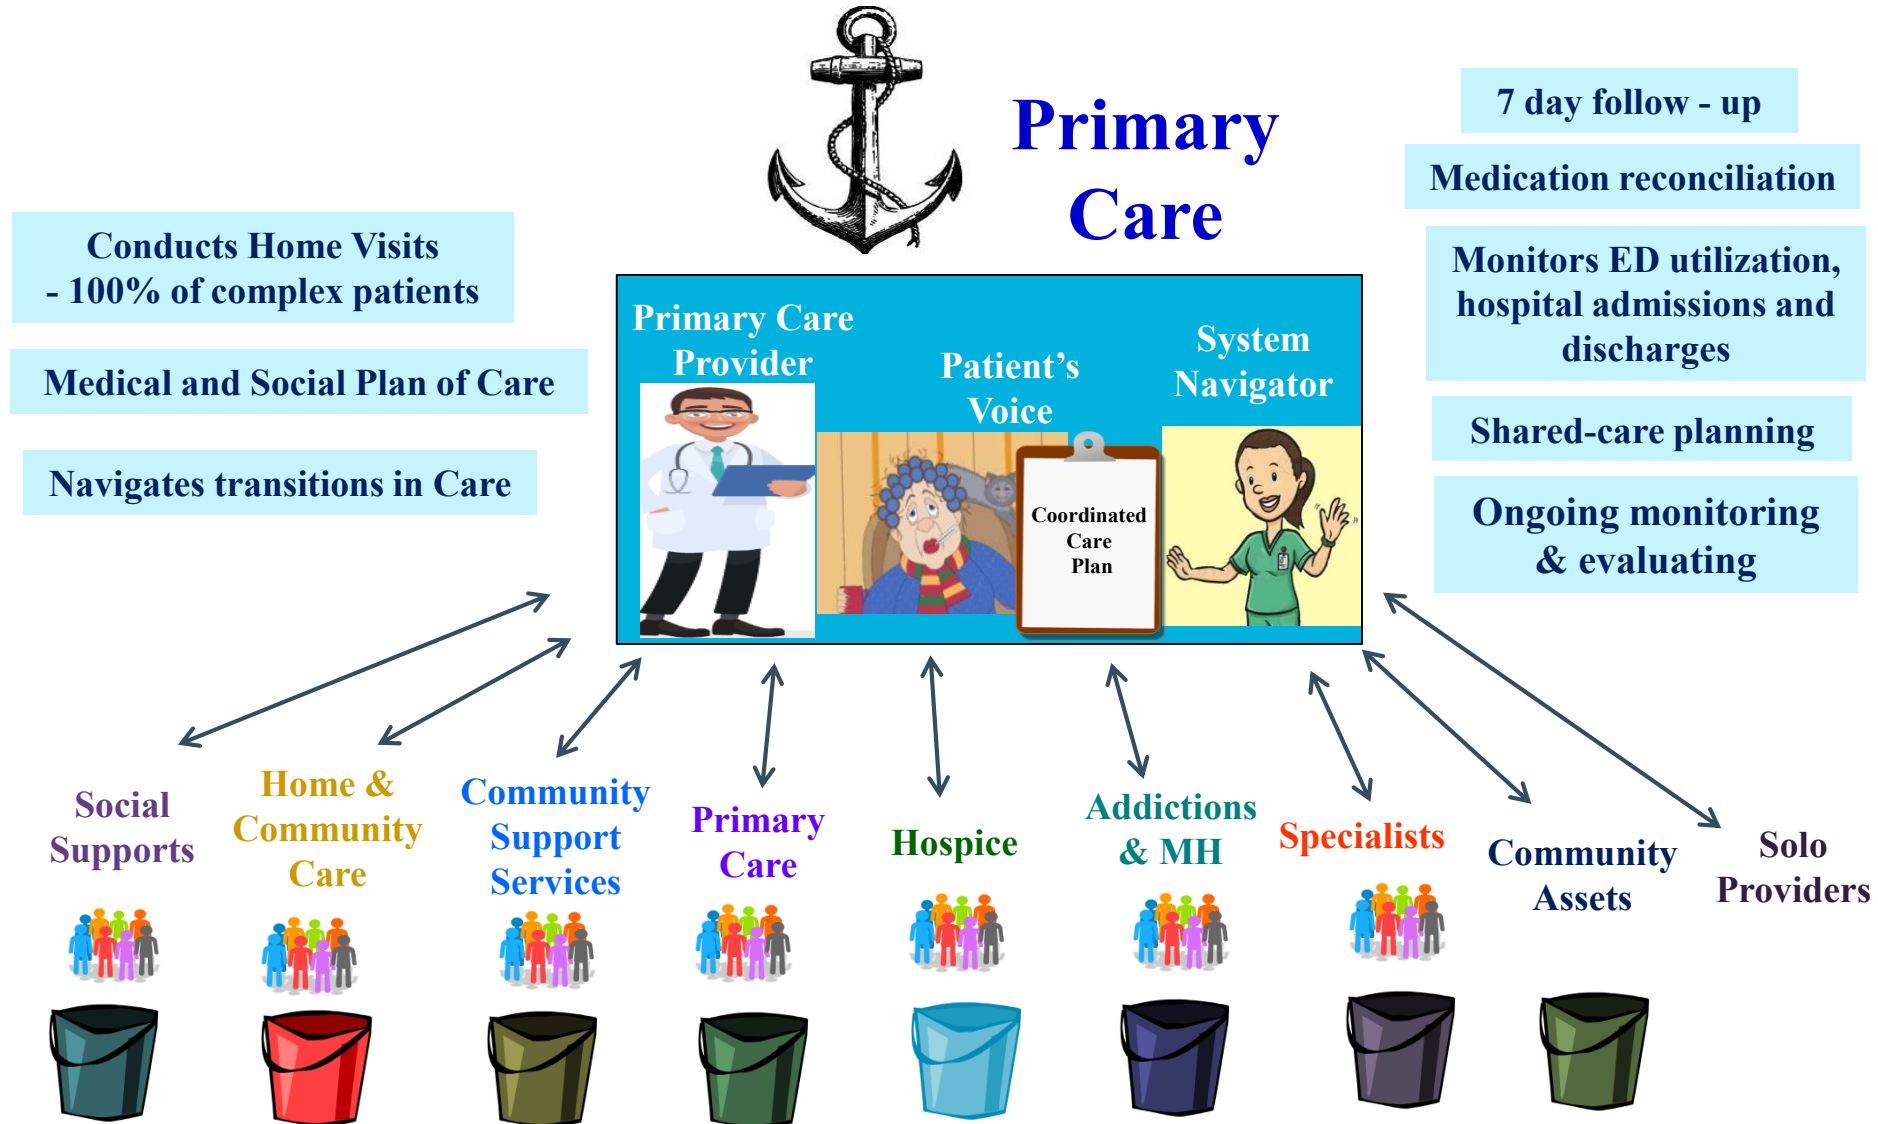 Primary
Care
Conducts Home Visits
- 100% of complex patients
Medical and Social Plan of Care
Navigates transitions in Care
7 day follow - up
Medication reconciliation
Monitors ED utilization,
hospital admissions and
discharges
Shared-care planning
Ongoing monitoring
& evaluating
Primary Care
Provider
Patient's
Voice
System
Navigator
Coordinated
Care
Plan
Social
Supports
Home &
Community
Care
Community
Support
Services
Primary
Care
Hospice
Addictions
& MH
Specialists
Community
Assets
Solo
Providers